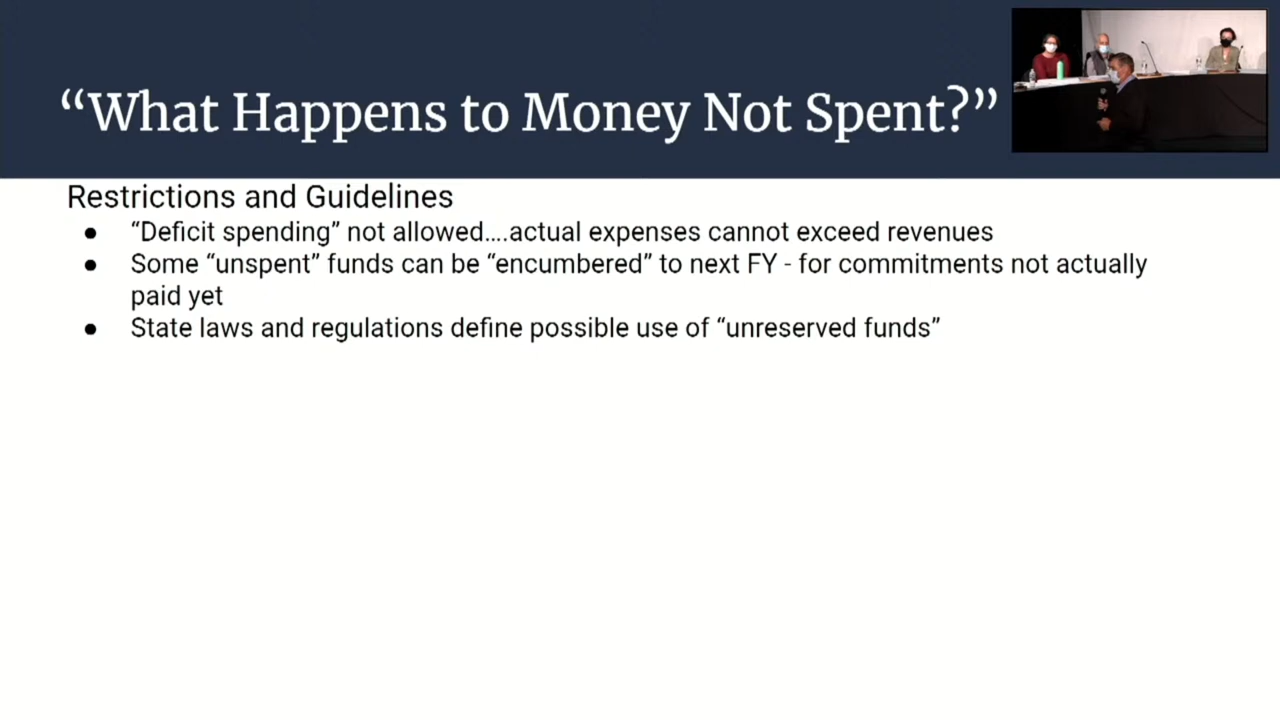 “What Happens to Money Not Spent?”
Restrictions and Guidelines
● “Deficit spending” not allowed....actual expenses cannot exceed revenues
● Some “unspent” funds can be “encumbered” to next FY - for commitments not actually
paid yet
● State laws and regulations define possible use of “unreserved funds”